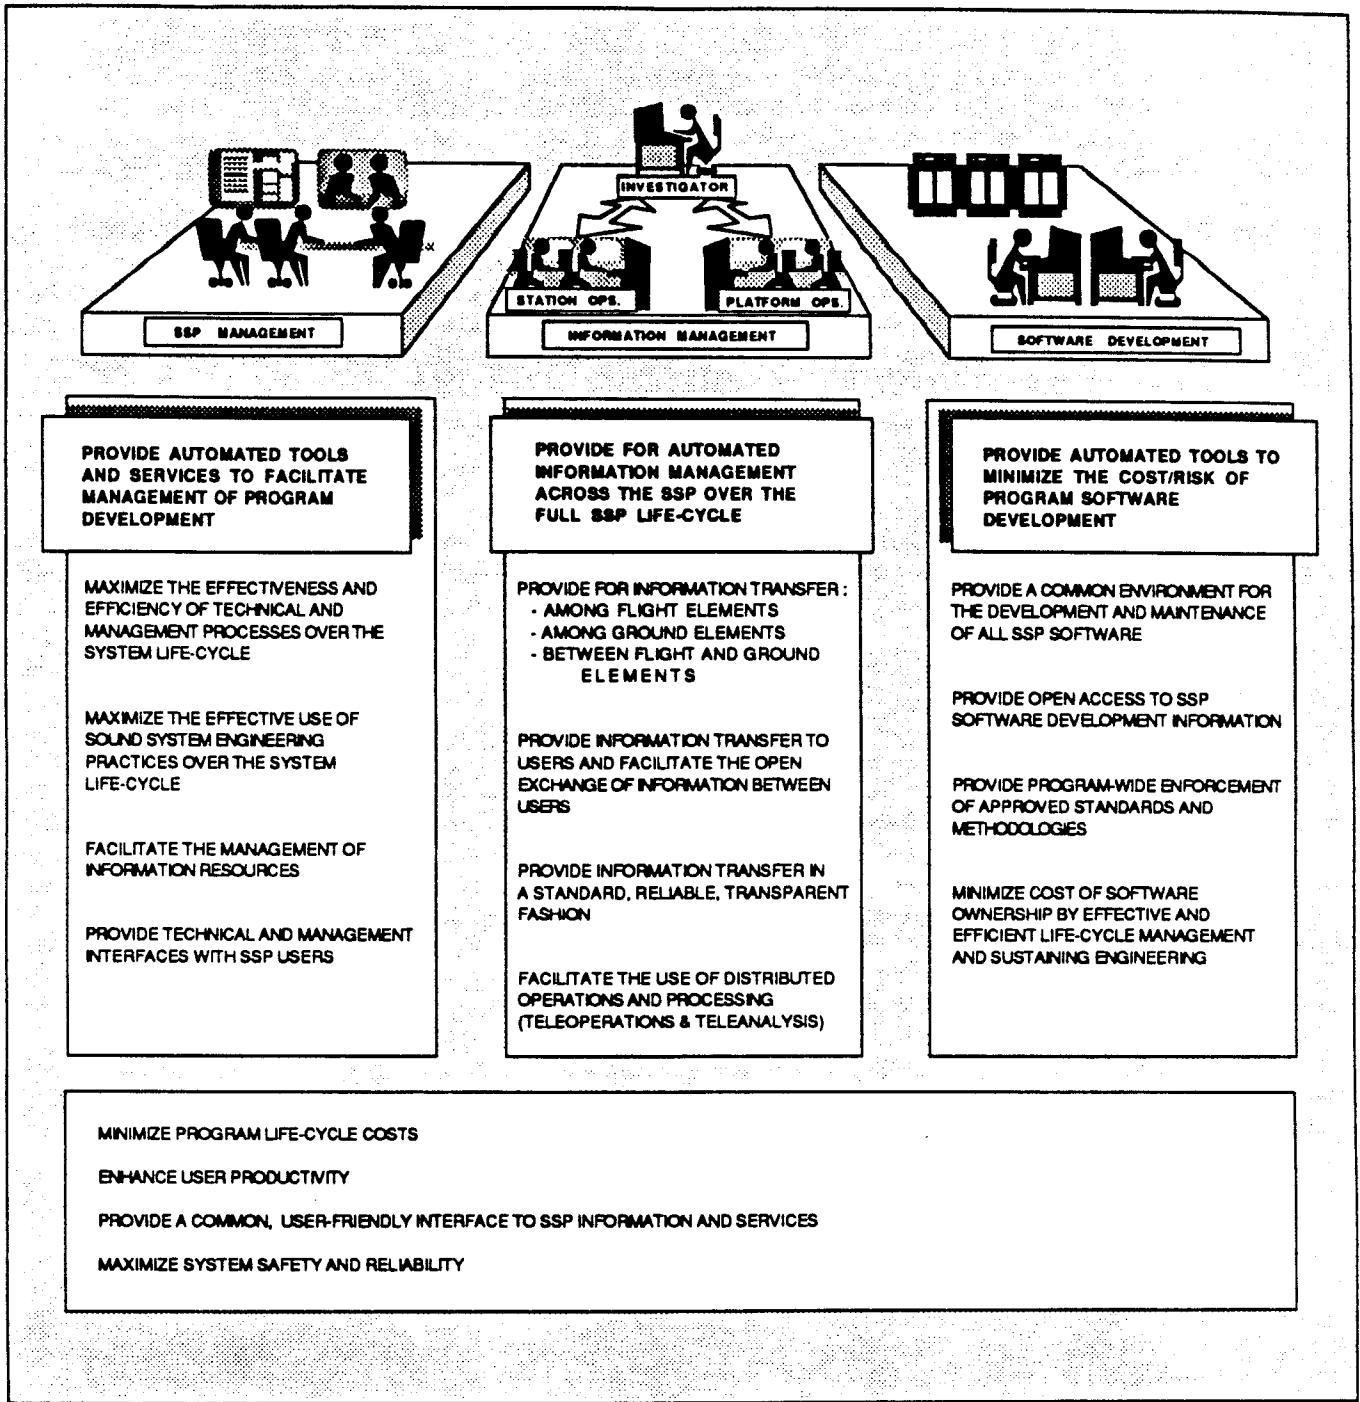 INVESTIGATOR
STATION OPS.
PLATFORM OPS.
SSP MANAGEMENT
INFORMATION MANAGEMENT
SOFTWARE DEVELOPMENT
PROVIDE AUTOMATED TOOLS
AND SERVICES TO FACILITATE
MANAGEMENT OF PROGRAM
DEVELOPMENT
MAXIMIZE THE EFFECTIVENESS AND
EFFICIENCY OF TECHNICAL AND
MANAGEMENT PROCESSES OVER THE
SYSTEM LIFE-CYCLE
MAXIMIZE THE EFFECTIVE USE OF
SOUND SYSTEM ENGINEERING
PRACTICES OVER THE SYSTEM
LIFE-CYCLE
FACILITATE THE MANAGEMENT OF
INFORMATION RESOURCES
PROVIDE TECHNICAL AND MANAGEMENT
INTERFACES WITH SSP USERS
PROVIDE FOR AUTOMATED
INFORMATION MANAGEMENT
ACROSS THE SSP OVER THE
FULL SSP LIFE-CYCLE
PROVIDE FOR INFORMATION TRANSFER :
- AMONG FLIGHT ELEMENTS
- AMONG GROUND ELEMENTS
- BETWEEN FLIGHT AND GROUND
ELEMENTS
PROVIDE INFORMATION TRANSFER TO
USERS AND FACILITATE THE OPEN
EXCHANGE OF INFORMATION BETWEEN
USERS
PROVIDE INFORMATION TRANSFER IN
A STANDARD, RELIABLE, TRANSPARENT
FASHION
FACILITATE THE USE OF DISTRIBUTED
OPERATIONS AND PROCESSING
(TELEOPERATIONS & TELEANALYSIS)
PROVIDE AUTOMATED TOOLS TO
MINIMIZE THE COST/RISK OF
PROGRAM SOFTWARE
DEVELOPMENT
PROVIDE A COMMON ENVIRONMENT FOR
THE DEVELOPMENT AND MAINTENANCE
OF ALL SSP SOFTWARE
PROVIDE OPEN ACCESS TO SSP
SOFTWARE DEVELOPMENT INFORMATION
PROVIDE PROGRAM-WIDE ENFORCEMENT
OF APPROVED STANDARDS AND
METHODOLOGIES
MINIMIZE COST OF SOFTWARE
OWNERSHIP BY EFFECTIVE AND
EFFICIENT LIFE-CYCLE MANAGEMENT
AND SUSTAINING ENGINEERING
MINIMIZE PROGRAM LIFE-CYCLE COSTS
ENHANCE USER PRODUCTIVITY
PROVIDE A COMMON, USER-FRIENDLY INTERFACE TO SSP INFORMATION AND SERVICES
MAXIMIZE SYSTEM SAFETY AND RELIABILITY